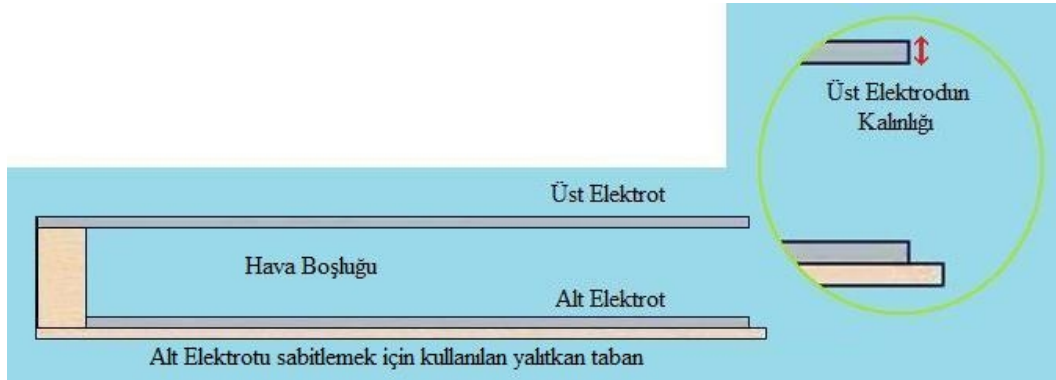 Üst Elektrodun
Kalınlığı
Üst Elektrot
Hava Boşluğu
Alt Elektrot
Alt Elektrotu sabitlemek için kullanılan yalıtkan taban